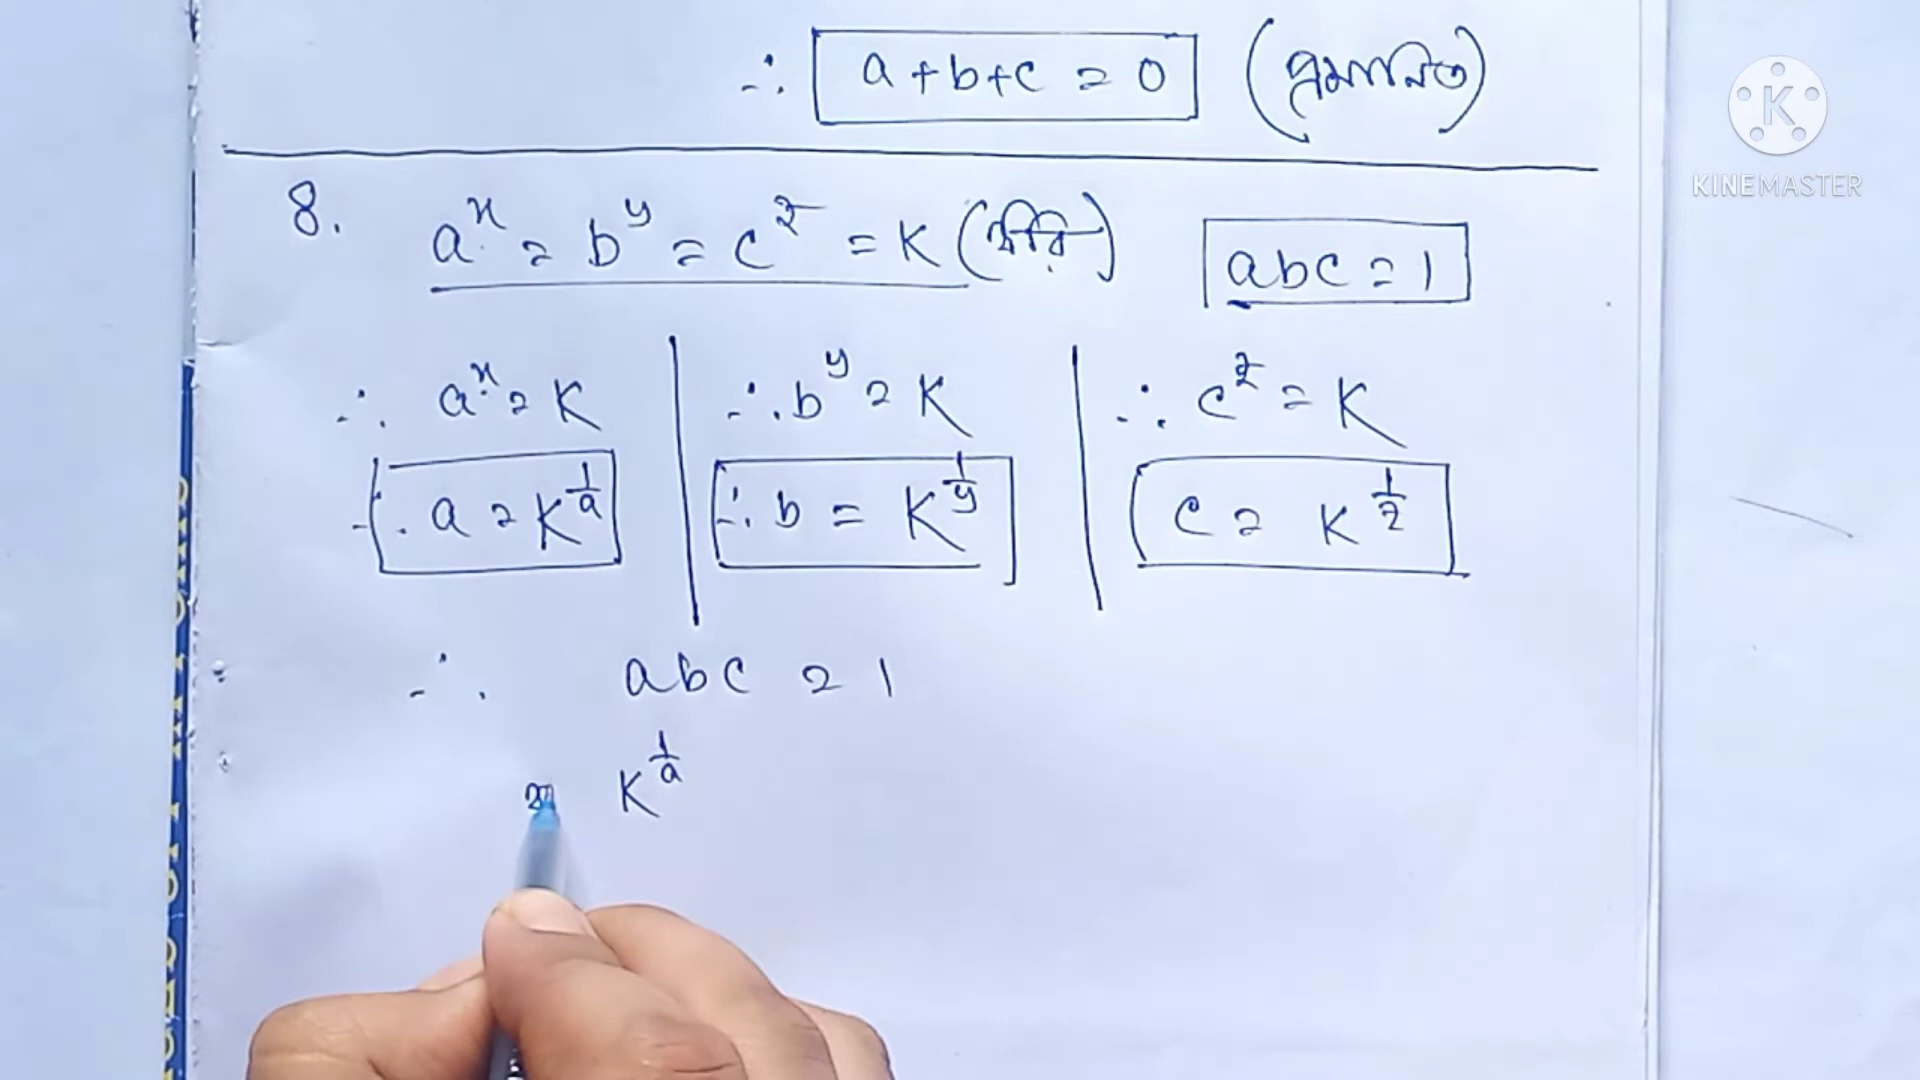 ∴ a+b+c = 0 (প্রমানিত)
K
KINEMASTER
8. a^x = b^y = c^z = K (ধরি) abc = 1
∴ a^x = K ∴ b^y = K ∴ c^z = K
∴ a = K^(1/a) ∴ b = K^(1/y) c = K^(1/z)
∴ abc = 1
K^(1/a)